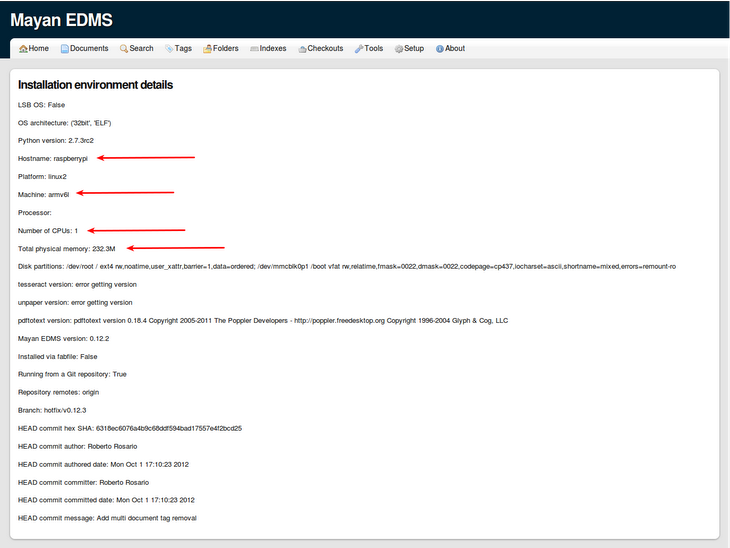 Mayan EDMS
Home Documents Search Tags Folders Indexes Checkouts Tools Setup About
Installation environment details
LSB OS: False
OS architecture: ('32bit', 'ELF')
Python version: 2.7.3rc2
Hostname: raspberrypi
Platform: linux2
Machine: armv6l
Processor:
Number of CPUs: 1
Total physical memory: 232.3M
Disk partitions: /dev/root / ext4 rw,noatime,user_xattr,barrier=1,data=ordered; /dev/mmcblk0p1 /boot vfat rw,relatime,fmask=0022,dmask=0022,codepage=cp437,iocharset=ascii,shortname=mixed,errors=remount-ro
tesseract version: error getting version
unpaper version: error getting version
pdftotext version: pdftotext version 0.18.4 Copyright 2005-2011 The Poppler Developers - http://poppler.freedesktop.org Copyright 1996-2004 Glyph & Cog, LLC
Mayan EDMS version: 0.12.2
Installed via fabfile: False
Running from a Git repository: True
Repository remotes: origin
Branch: hotfix/v0.12.3
HEAD commit hex SHA: 6318ec6076a4b9c68ddf594bad17557e4f2bcd25
HEAD commit author: Roberto Rosario
HEAD commit authored date: Mon Oct 1 17:10:23 2012
HEAD commit committer: Roberto Rosario
HEAD commit committed date: Mon Oct 1 17:10:23 2012
HEAD commit message: Add multi document tag removal